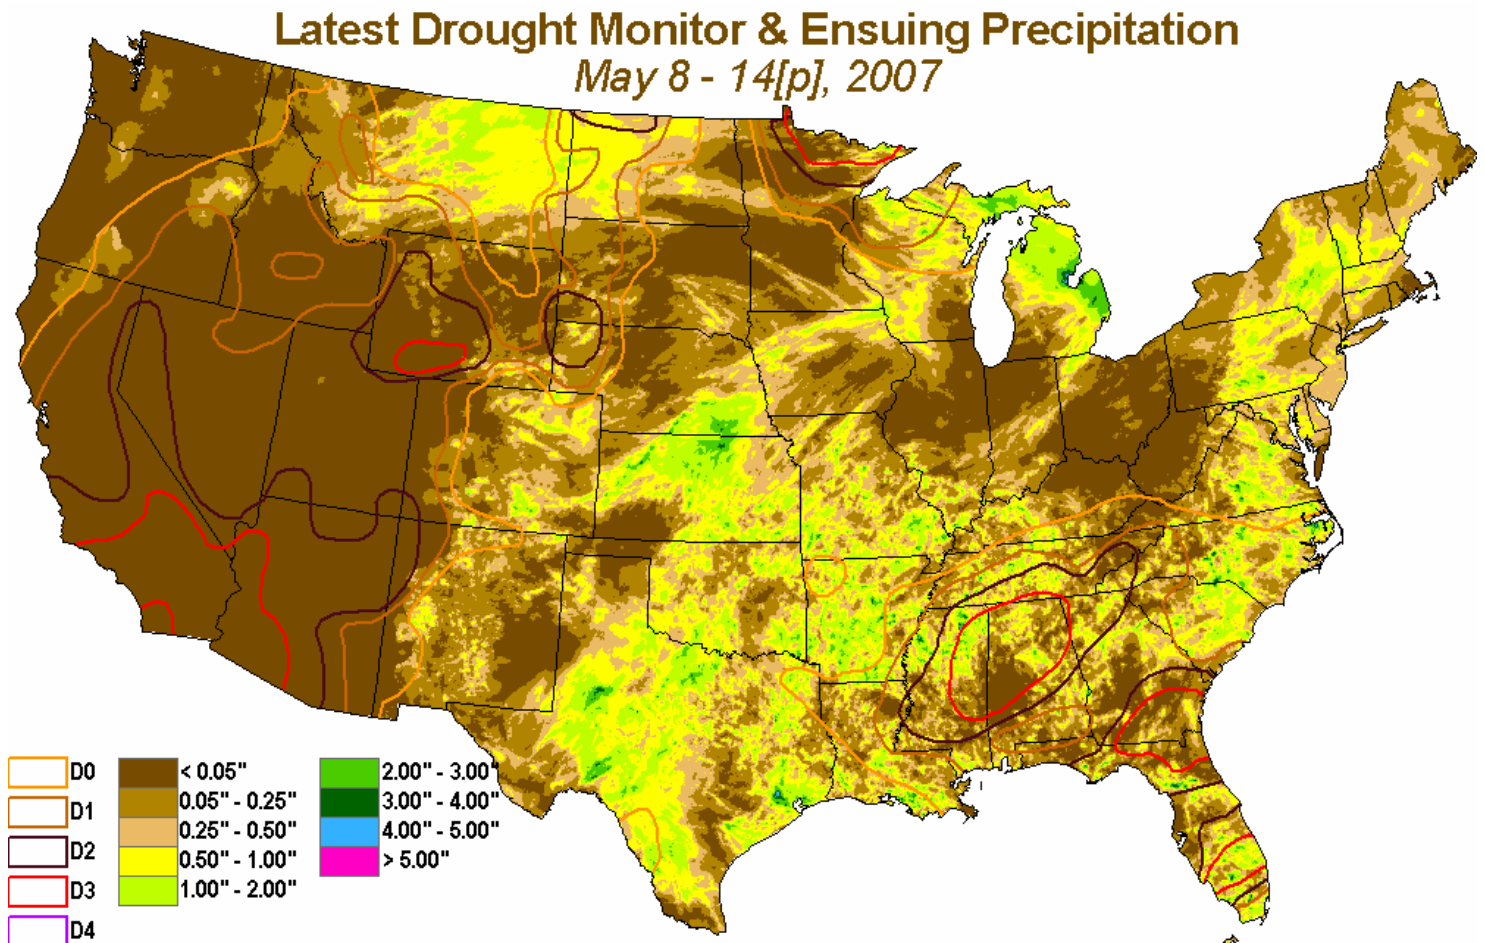 Latest Drought Monitor & Ensuing Precipitation
May 8 - 14[p], 2007
D0
D1
D2
D3
D4
< 0.05"
0.05" - 0.25"
0.25" - 0.50"
0.50" - 1.00"
1.00" - 2.00"
2.00" - 3.00"
3.00" - 4.00"
4.00" - 5.00"
> 5.00"